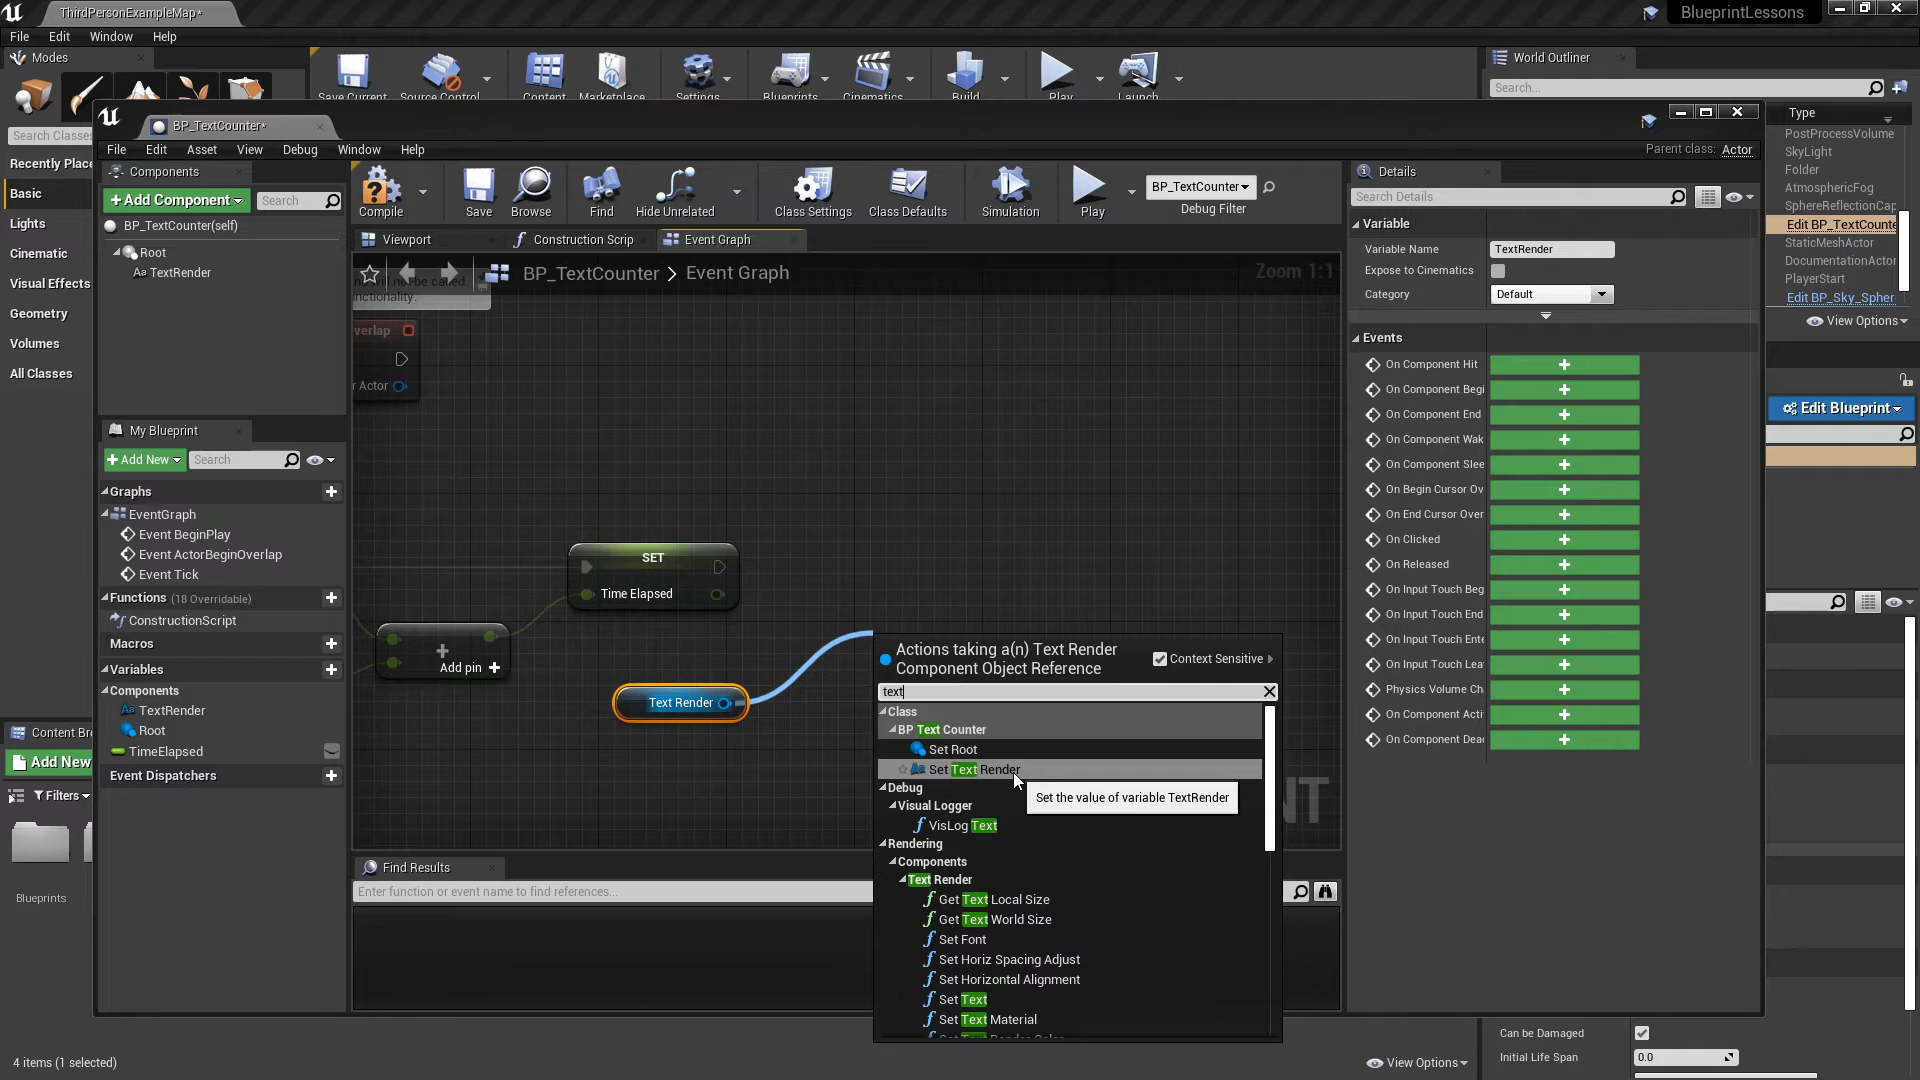 ThirdPersonExampleMap*
BlueprintLessons
File Edit Window Help
Modes
World Outliner
Save Current Source Control Content Marketplace Settings Blueprints Cinematics Build Play Launch
Search...
Search Classes
Type
Recently Place
Basic
Lights
Cinematic
Visual Effects
Geometry
Volumes
All Classes
PostProcessVolume
SkyLight
Folder
AtmosphericFog
SphereReflectionCap
Edit BP_TextCounte
StaticMeshActor
DocumentationActor
PlayerStart
Edit BP_Sky_Spher
View Options
Edit Blueprint
BP_TextCounter*
File Edit Asset View Window Debug Help
Parent class: Actor
Components
+Add Component
Search
BP_TextCounter(self)
Root
TextRender
Compile Save Browse Find Hide Unrelated Class Settings Class Defaults Simulation Play
BP_TextCounter
Debug Filter
Viewport
Construction Scrip
Event Graph
BP_TextCounter > Event Graph
Zoom 1:1
nd will not be called.
nctionality.
verlap
r Actor
SET
Time Elapsed
Add pin
Text Render
NT
My Blueprint
+Add New
Search
Graphs
EventGraph
Event BeginPlay
Event ActorBeginOverlap
Event Tick
Functions (18 Overridable)
ConstructionScript
Macros
Variables
Components
TextRender
Root
TimeElapsed
Event Dispatchers
Actions taking a(n) Text Render
Component Object Reference
Context Sensitive
text
Class
BP Text Counter
Set Root
Set Text Render
Set the value of variable TextRender
Debug
Visual Logger
VisLog Text
Rendering
Components
Text Render
Get Text Local Size
Get Text World Size
Set Font
Set Horiz Spacing Adjust
Set Horizontal Alignment
Set Text
Set Text Material
Find Results
Enter function or event name to find references...
Details
Search Details
Variable
Variable Name TextRender
Expose to Cinematics
Category Default
Events
On Component Hit
On Component Begi
On Component End
On Component Wak
On Component Slee
On Begin Cursor Ov
On End Cursor Over
On Clicked
On Released
On Input Touch Beg
On Input Touch End
On Input Touch Ente
On Input Touch Lea
Physics Volume Ch
On Component Acti
On Component Deac
Content Bro
Add New
Filters
Blueprints
4 items (1 selected)
View Options
Can be Damaged
Initial Life Span 0.0